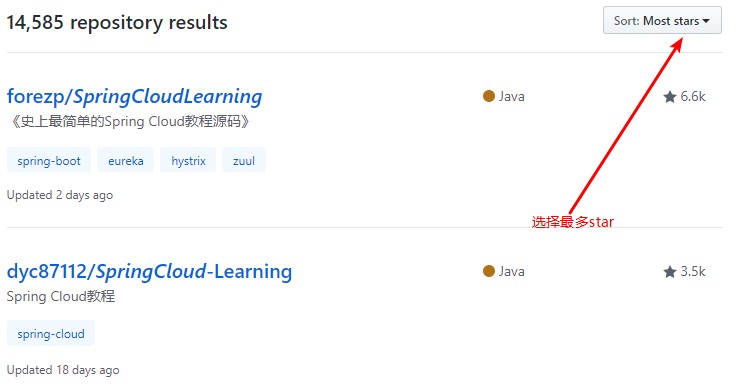 14,585 repository results
Sort: Most stars
forezp/SpringCloudLearning
Java
6.6k
《史上最简单的Spring Cloud教程源码》
spring-boot
eureka
hystrix
zuul
Updated 2 days ago
选择最多star
dyc87112/SpringCloud-Learning
Java
3.5k
Spring Cloud教程
spring-cloud
Updated 18 days ago